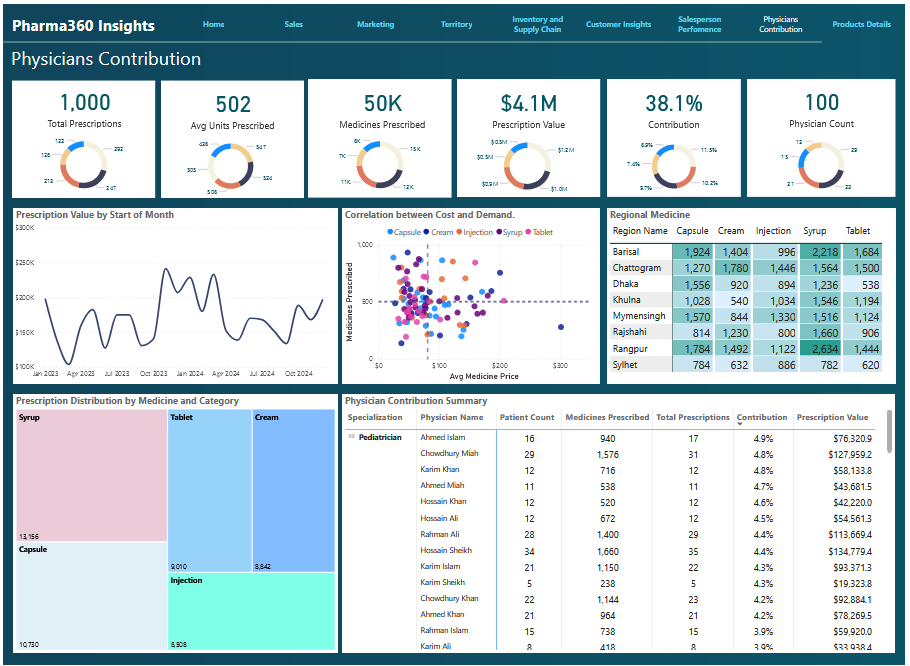 Pharma360 Insights
Home
Sales
Marketing
Territory
Inventory and
Supply Chain
Customer Insights
Salesperson
Perfomence
Physicians
Contribution
Products Details
Physicians Contribution
1,000
Total Prescriptions
122
292
126
213
247
502
Avg Units Prescribed
426
567
505
524
508
50K
Medicines Prescribed
8K
15K
7K
11K
12K
$4.1M
Prescription Value
$0.5M
$1.2M
$0.5M
$0.9M
$1.0M
38.1%
Contribution
6.9%
11.5%
7.4%
9.7%
10.2%
100
Physician Count
12
29
13
21
23
Prescription Value by Start of Month
$300K
$250K
$200K
$150K
$100K
Jan 2023 Apr 2023 Jul 2023 Oct 2023 Jan 2024 Apr 2024 Jul 2024 Oct 2024
Correlation between Cost and Demand.
Capsule Cream Injection Syrup Tablet
Medicines Prescribed
1,000
500
0
$0 $100 $200 $300
Avg Medicine Price
Regional Medicine
Region Name Capsule Cream Injection Syrup Tablet
Barisal 1,924 1,404 996 2,218 1,684
Chattogram 1,270 1,780 1,446 1,564 1,500
Dhaka 1,556 920 894 1,236 538
Khulna 1,028 540 1,034 1,546 1,194
Mymensingh 1,570 844 1,330 1,516 1,124
Rajshahi 814 1,230 800 1,660 906
Rangpur 1,784 1,492 1,122 2,634 1,444
Sylhet 784 632 886 782 620
Prescription Distribution by Medicine and Category
Syrup
13,156
Capsule
10,730
Tablet
9,010
Cream
8,842
Injection
8,508
Physician Contribution Summary
Specialization Physician Name Patient Count Medicines Prescribed Total Prescriptions Contribution Prescription Value
Pediatrician Ahmed Islam 16 940 17 4.9% $76,320.9
Chowdhury Miah 29 1,576 31 4.8% $127,959.2
Karim Khan 12 716 12 4.8% $58,133.8
Ahmed Miah 11 538 11 4.7% $43,681.5
Hossain Khan 12 520 12 4.6% $42,220.0
Hossain Ali 12 672 12 4.5% $54,561.3
Rahman Ali 28 1,400 29 4.4% $113,669.4
Hossain Sheikh 34 1,660 35 4.4% $134,779.4
Karim Islam 21 1,150 22 4.3% $93,371.3
Karim Sheikh 5 238 5 4.3% $19,323.8
Chowdhury Khan 22 1,144 23 4.2% $92,884.1
Ahmed Khan 21 964 21 4.2% $78,269.5
Rahman Islam 15 738 15 3.9% $59,920.0
Karim Ali 8 418 8 3.9% $33,938.4